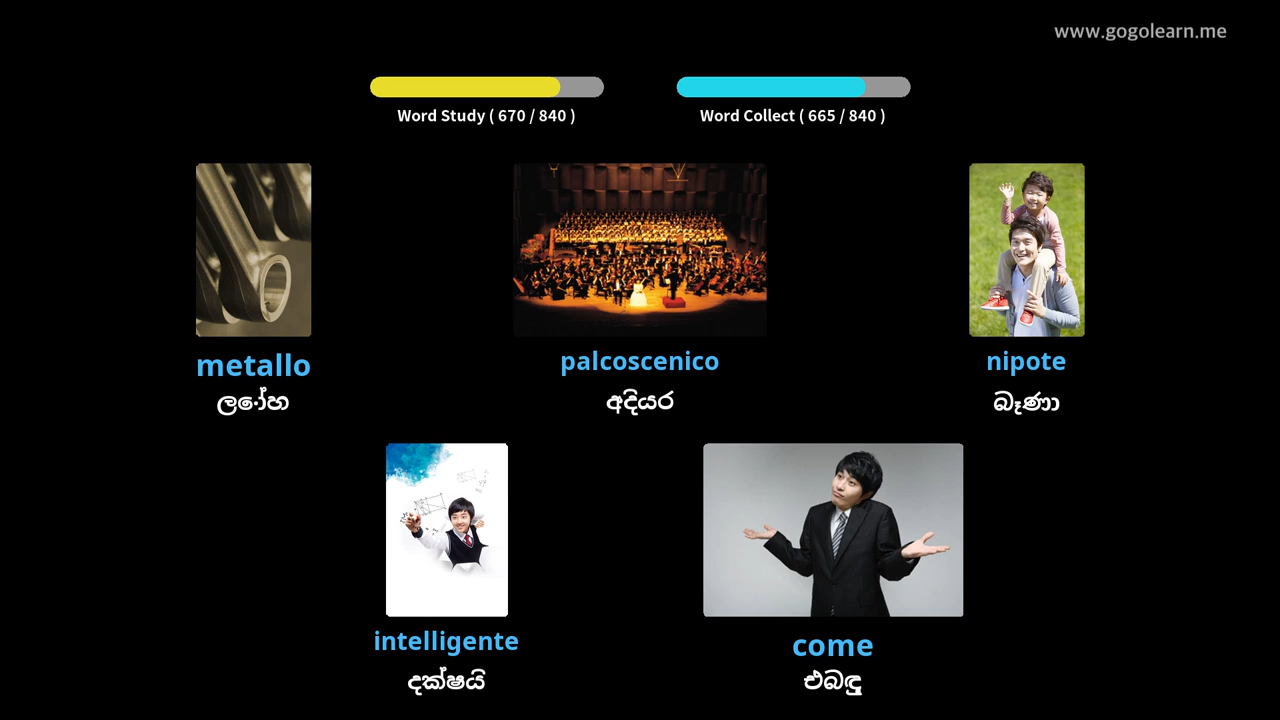 www.gogolearn.me
Word Study ( 670 / 840 )
Word Collect ( 665 / 840 )
metallo
palcoscenico
nipote
ලෝහ
අදියර
බෑණා
intelligente
come
දක්ෂයි
එබඳු